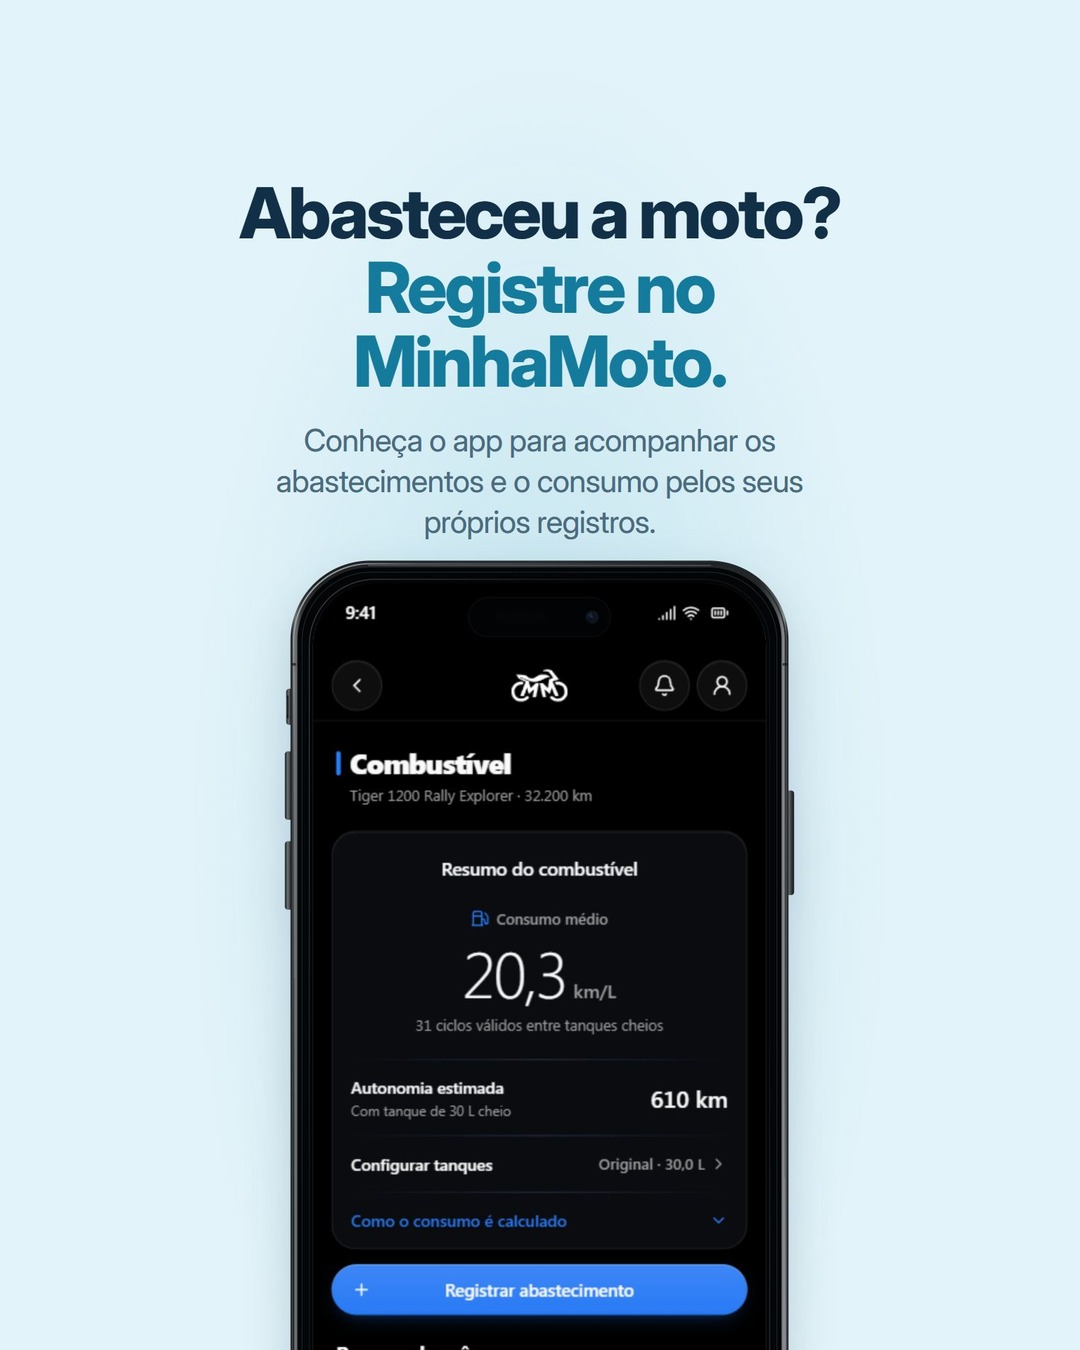 Abasteceu a moto?
Registre no
MinhaMoto.
Conheça o app para acompanhar os
abastecimentos e o consumo pelos seus
próprios registros.
9:41
MM
Combustível
Tiger 1200 Rally Explorer · 32.200 km
Resumo do combustível
Consumo médio
20,3 km/L
31 ciclos válidos entre tanques cheios
Autonomia estimada
610 km
Com tanque de 30 L cheio
Configurar tanques
Original · 30,0 L
Como o consumo é calculado
+ Registrar abastecimento